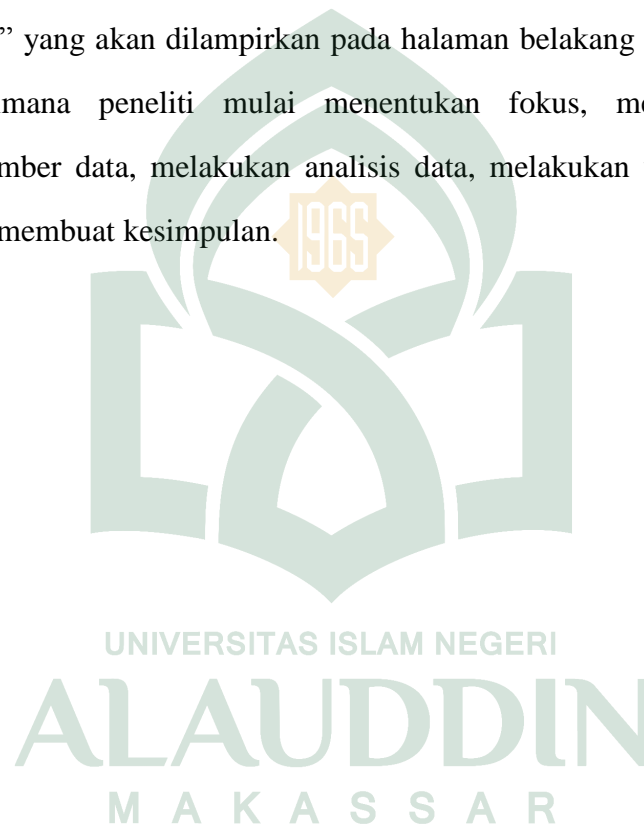 ” yang akan dilampirkan pada halaman belakang
mana peneliti mulai menentukan fokus,
data, melakukan analisis data, melakukan
membuat kesimpulan.
1965
UNIVERSITAS ISLAM NEGERI
ALAUDDIN
MAKASSAR